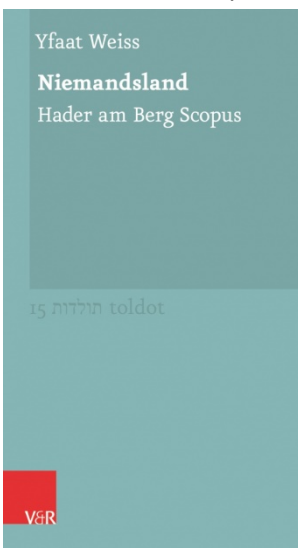 Yfaat Weiss
Niemandsland
Hader am Berg Scopus
15 תולדות toldot
V&R